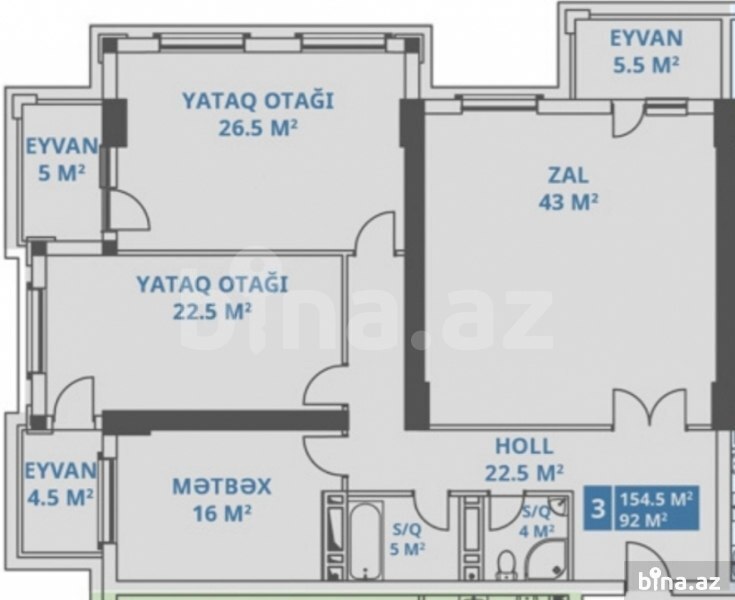 EYVAN
5.5 M²
YATAQ OTAĞI
26.5 M²
EYVAN
5 M²
ZAL
43 M²
YATAQ OTAĞI
22.5 M²
bina.az
HOLL
22.5 M²
EYVAN
4.5 M²
MƏTBƏX
16 M²
3
154.5 M²
92 M²
S/Q
4 M²
S/Q
5 M²
bina.az